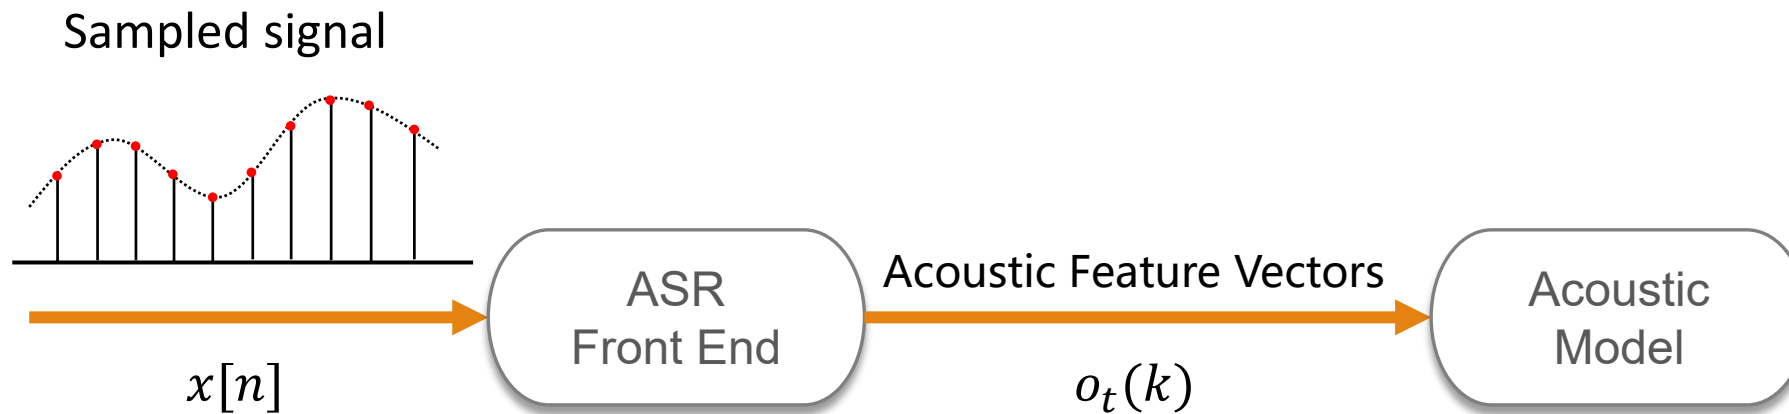 Sampled signal
ASR
Front End
Acoustic Feature Vectors
Acoustic
Model
x[n]
o_t(k)